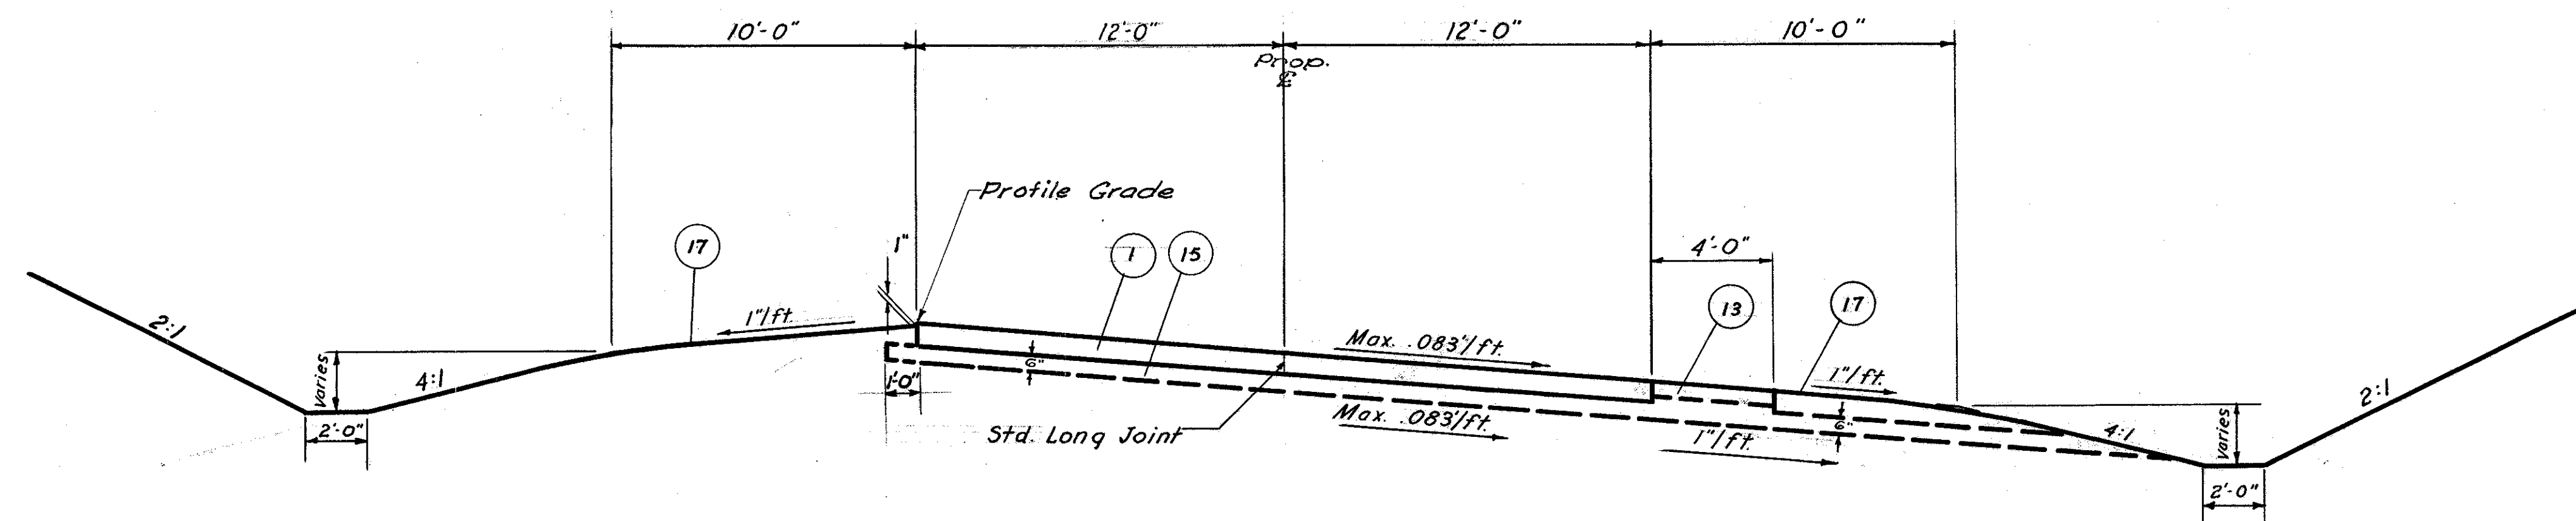 10'-0"
12'-0"
12'-0"
10'-0"
Prop.
℄
Profile Grade
17
1"
1
15
4'-0"
13
17
2:1
1"/ft.
Max. .083'/ft.
1"/ft.
2:1
Varies
4:1
6"
1'-0"
6"
4:1
Varies
2'-0"
Std. Long Joint
Max. .083'/ft.
1"/ft.
2'-0"